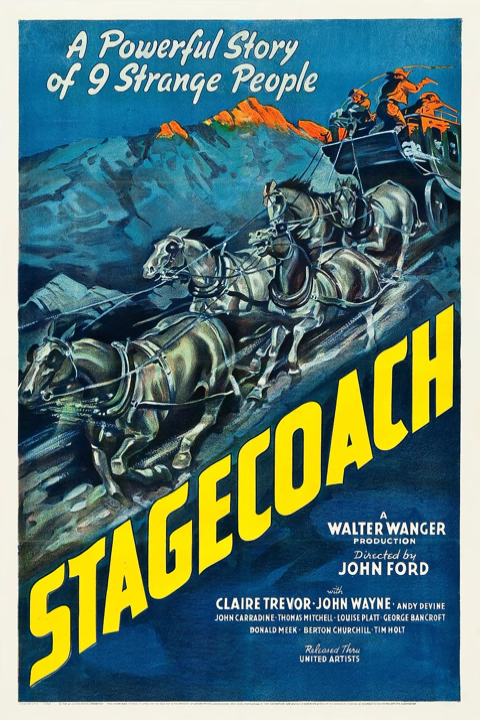 A Powerful Story
of 9 Strange People
STAGECOACH
A
WALTER WANGER
PRODUCTION
Directed by
JOHN FORD
with
CLAIRE TREVOR · JOHN WAYNE · ANDY DEVINE
JOHN CARRADINE · THOMAS MITCHELL · LOUISE PLATT · GEORGE BANCROFT
DONALD MEEK · BERTON CHURCHILL · TIM HOLT
Released Thru
UNITED ARTISTS